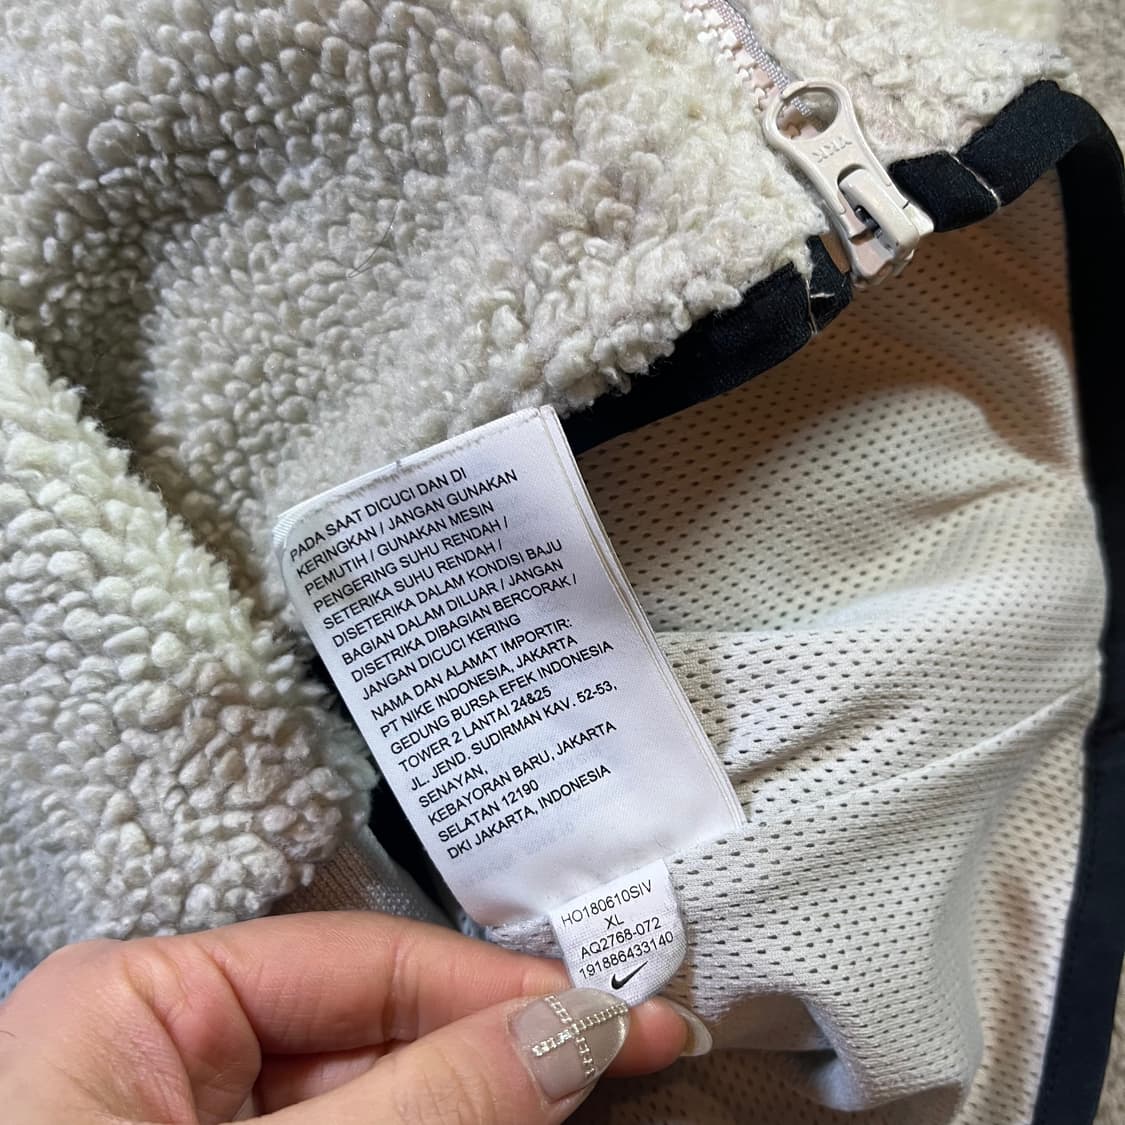 YKK
PADA SAAT DICUCI DAN DI
KERINGKAN / JANGAN GUNAKAN
PEMUTIH / GUNAKAN MESIN
PENGERING SUHU RENDAH /
SETERIKA SUHU RENDAH /
DISETERIKA DALAM KONDISI BAJU
BAGIAN DALAM DILUAR / JANGAN
DISETRIKA DIBAGIAN BERCORAK /
JANGAN DICUCI KERING
NAMA DAN ALAMAT IMPORTIR:
PT NIKE INDONESIA, JAKARTA
GEDUNG BURSA EFEK INDONESIA
TOWER 2 LANTAI 24&25
JL. JEND. SUDIRMAN KAV. 52-53,
SENAYAN,
KEBAYORAN BARU, JAKARTA
SELATAN 12190
DKI JAKARTA, INDONESIA
HO180610SIV
XL
AQ2768-072
191886433140